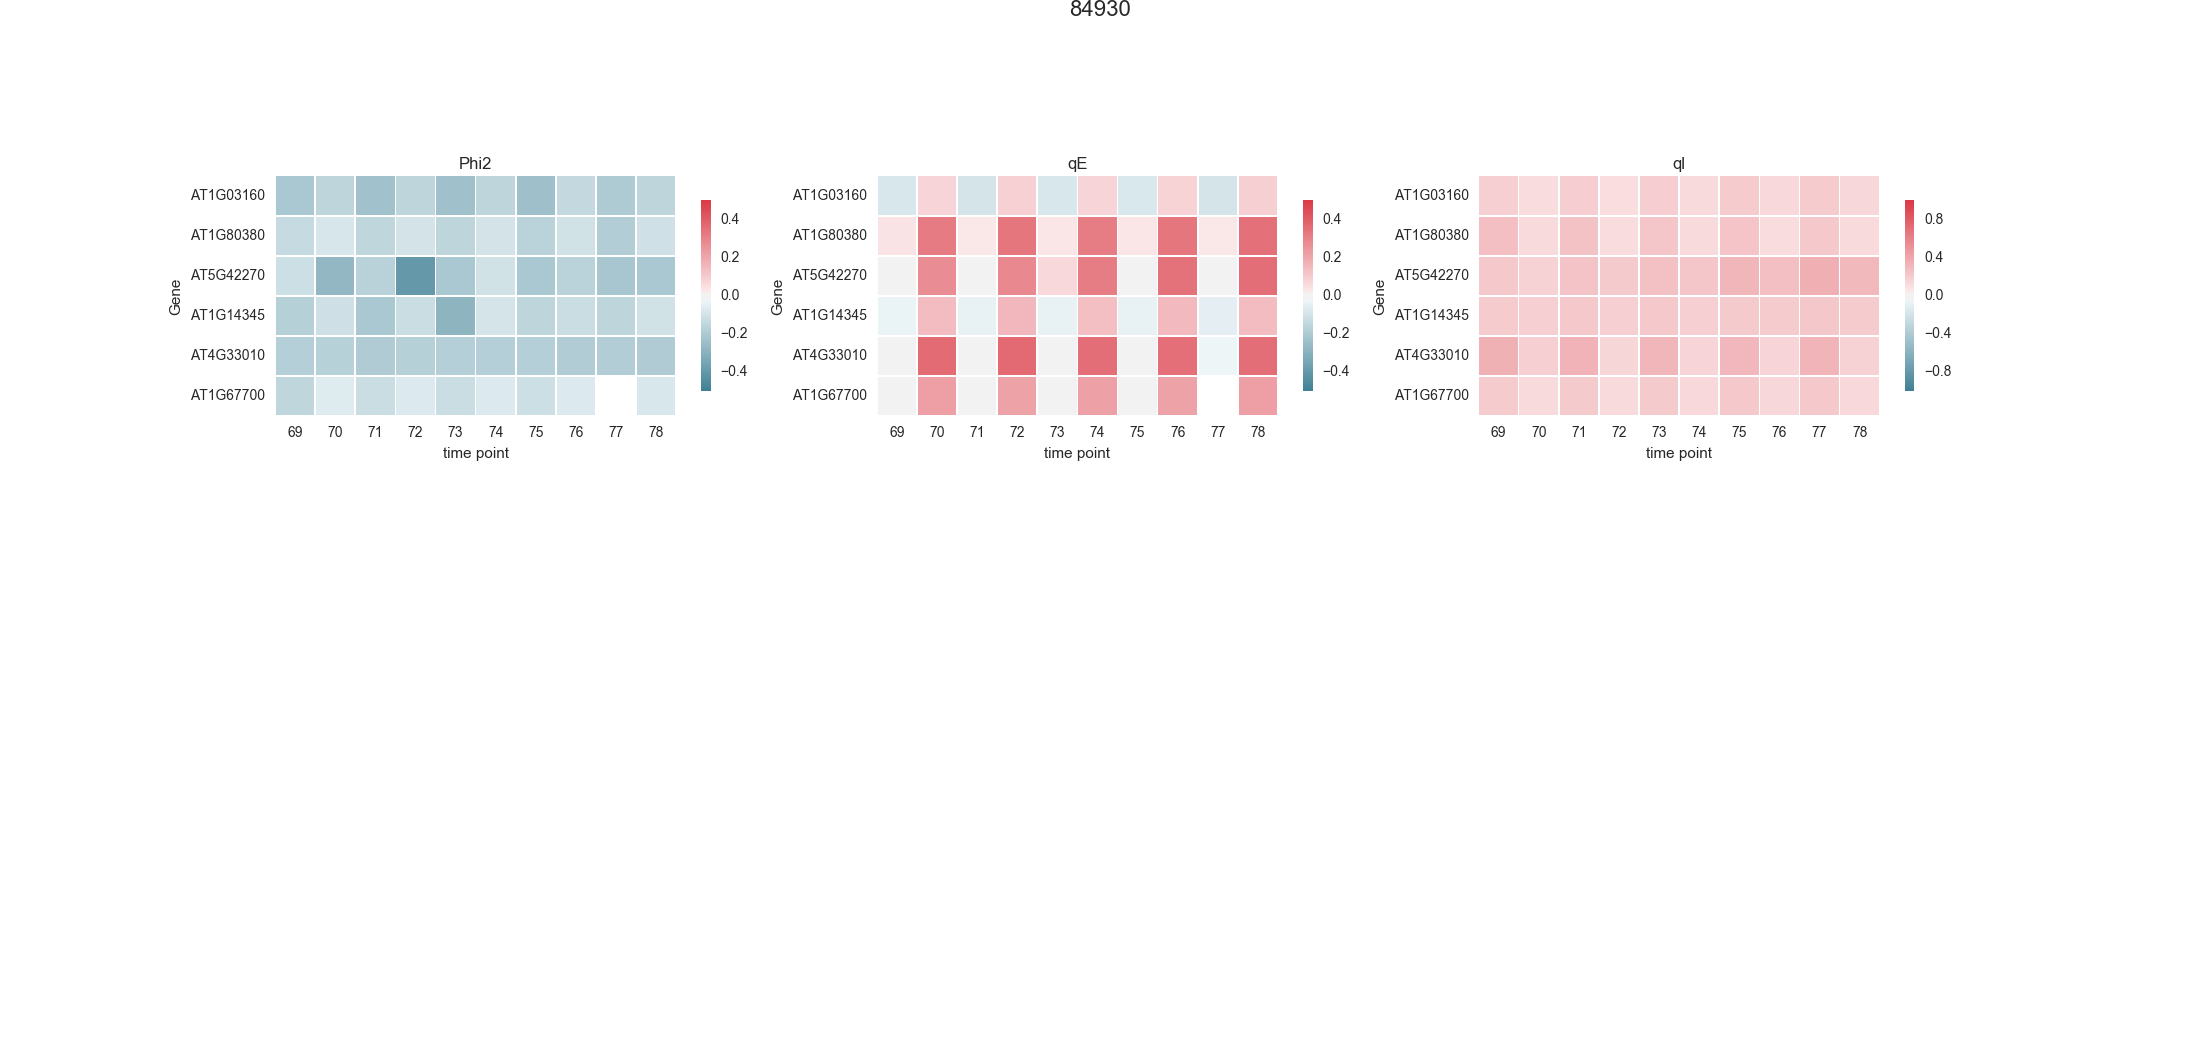 84930
Phi2
AT1G03160
AT1G80380
AT5G42270
AT1G14345
AT4G33010
AT1G67700
Gene
69 70 71 72 73 74 75 76 77 78
time point
0.4
0.2
0.0
−0.2
−0.4
qE
AT1G03160
AT1G80380
AT5G42270
AT1G14345
AT4G33010
AT1G67700
Gene
69 70 71 72 73 74 75 76 77 78
time point
0.4
0.2
0.0
−0.2
−0.4
qI
AT1G03160
AT1G80380
AT5G42270
AT1G14345
AT4G33010
AT1G67700
Gene
69 70 71 72 73 74 75 76 77 78
time point
0.8
0.4
0.0
−0.4
−0.8